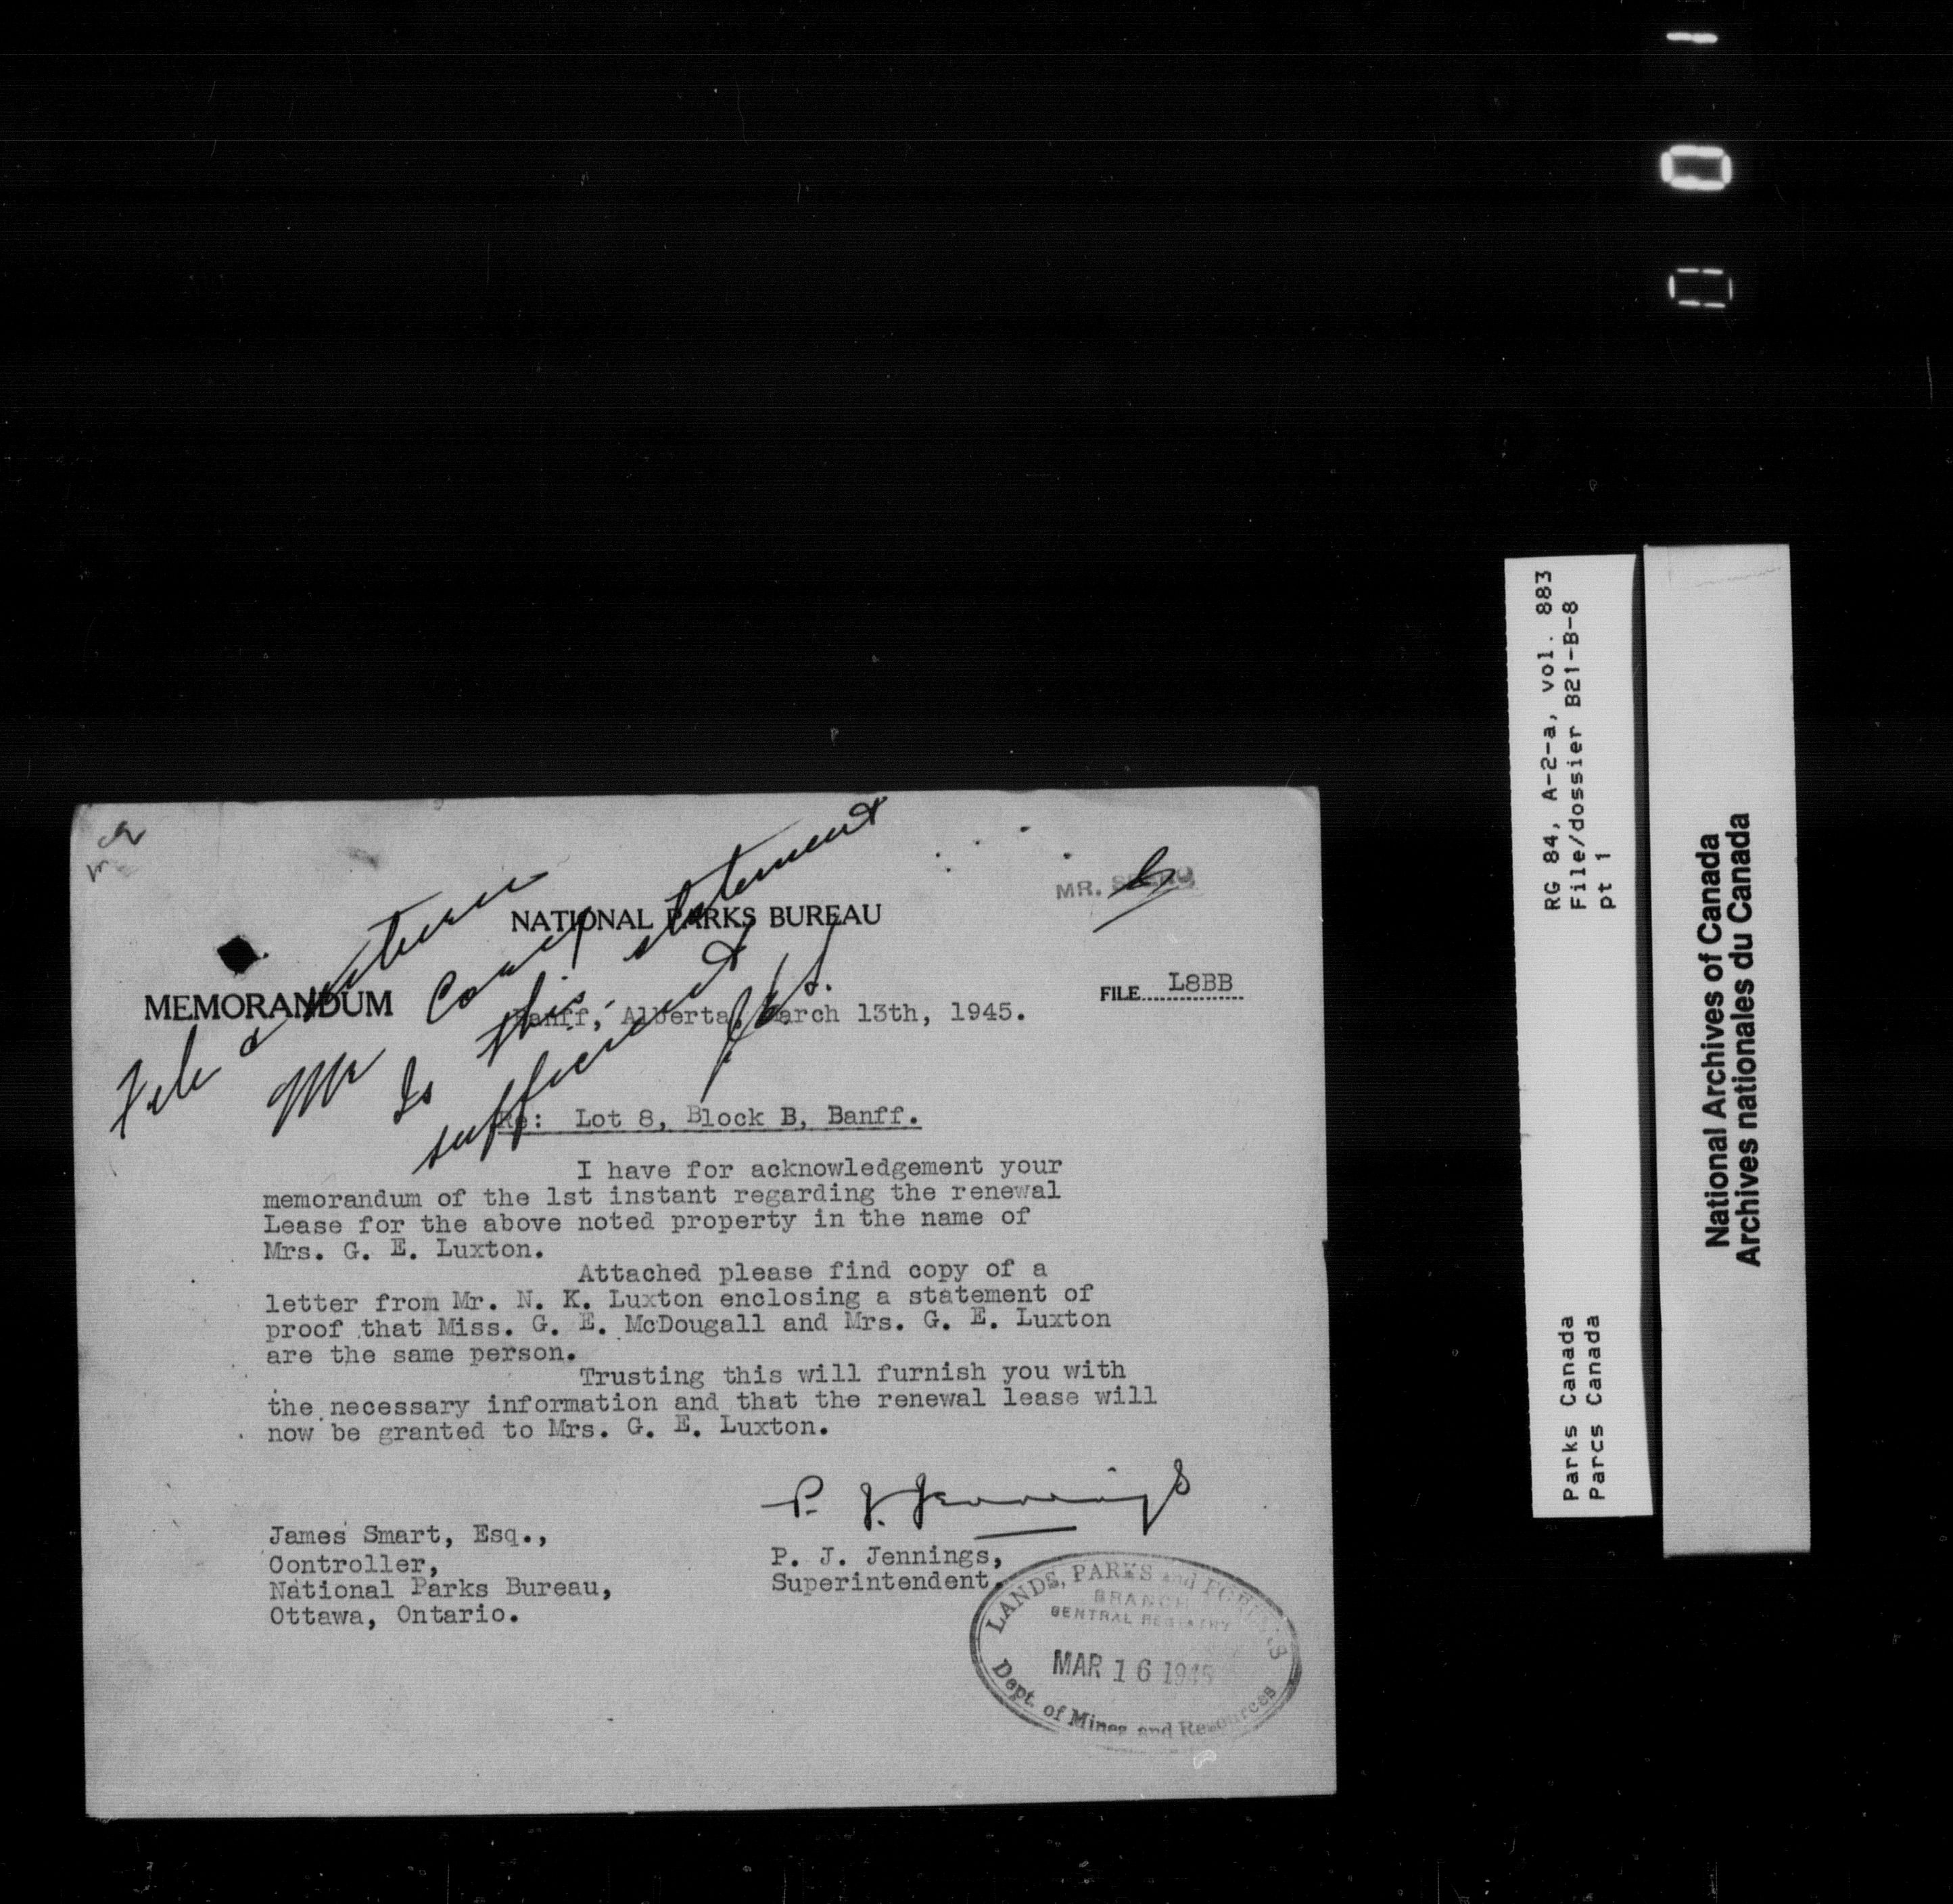 MR.
NATIONAL PARKS BUREAU
MEMORANDUM
FILE L8BB
Banff, Alberta, March 13th, 1945.
File & return
Mr
Is this statement
sufficient
Re: Lot 8, Block B, Banff.
I have for acknowledgement your
memorandum of the 1st instant regarding the renewal
Lease for the above noted property in the name of
Mrs. G. E. Luxton.
Attached please find copy of a
letter from Mr. N. K. Luxton enclosing a statement of
proof that Miss. G. E. McDougall and Mrs. G. E. Luxton
are the same person.
Trusting this will furnish you with
the necessary information and that the renewal lease will
now be granted to Mrs. G. E. Luxton.
P. J. Jennings
P. J. Jennings,
Superintendent.
James Smart, Esq.,
Controller,
National Parks Bureau,
Ottawa, Ontario.
LANDS, PARKS and FORESTS
BRANCH
CENTRAL REGISTRY
MAR 16 1945
Dept. of Mines and Resources
RG 84, A-2-a, vol. 883
File/dossier B21-B-8
pt 1
Parks Canada
Parcs Canada
National Archives of Canada
Archives nationales du Canada